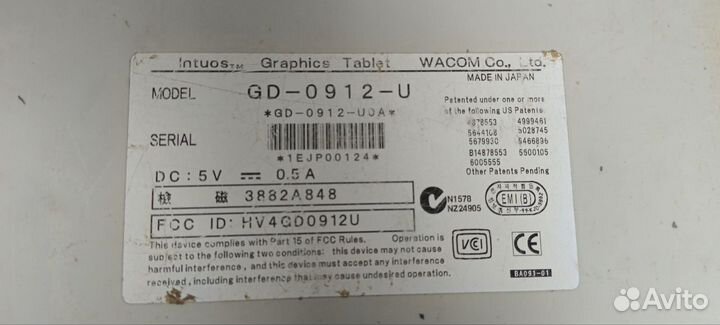 Intuos™ Graphics Tablet WACOM Co., Ltd.
MADE IN JAPAN
MODEL GD-0912-U
*GD-0912-U0A*
SERIAL
*1EJP00124*
DC: 5V ⎓ 0.5A
檢 磁 3882A848
FCC ID: HV4GD0912U
This device complies with Part 15 of FCC Rules. Operation is
subject to the following two conditions: this device may not cause
harmful interference, and this device must accept any interference
received, including interference that may cause undesired operation.
Patented under one or more
of the following US Patents
4878553 4999461
5644108 5028745
5679930 5466896
B14878553 5500105
6005555
Other Patents Pending
N1578
NZ24905
EMI (B)
VCI
CE
BA093-01
Avito